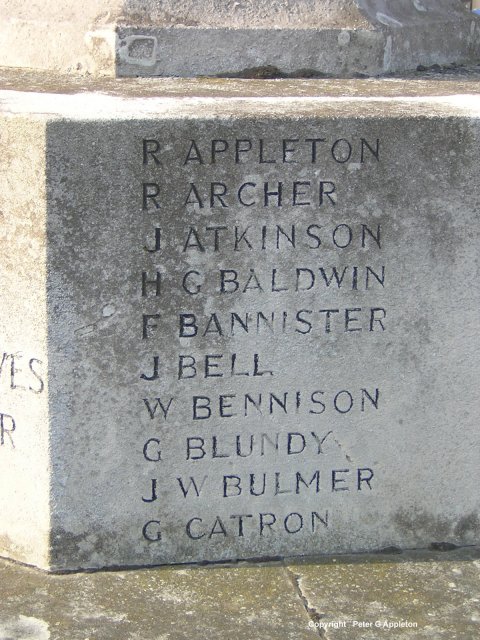 R APPLETON
R ARCHER
J ATKINSON
H G BALDWIN
F BANNISTER
J BELL
W BENNISON
G BLUNDY
J W BULMER
G CATRON
Copyright Peter G Appleton